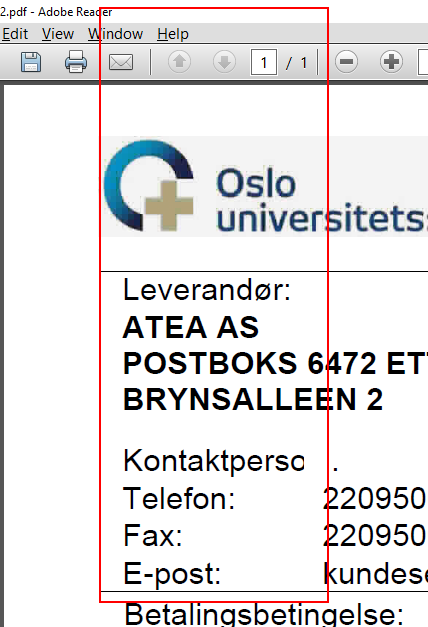 2.pdf - Adobe Reader
Edit View Window Help
1 / 1
Oslo
universitetss
Leverandør:
ATEA AS
POSTBOKS 6472 ETT
BRYNSALLEEN 2
Kontaktperso .
Telefon: 220950
Fax: 220950
E-post: kundese
Betalingsbetingelse: